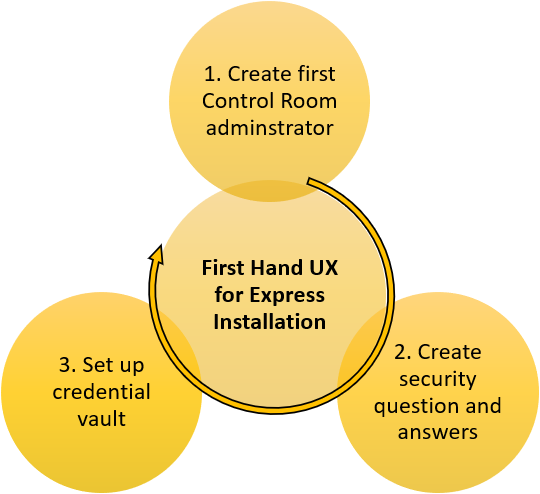 1. Create first
Control Room
adminstrator
First Hand UX
for Express
Installation
2. Create
security
question and
answers
3. Set up
credential
vault